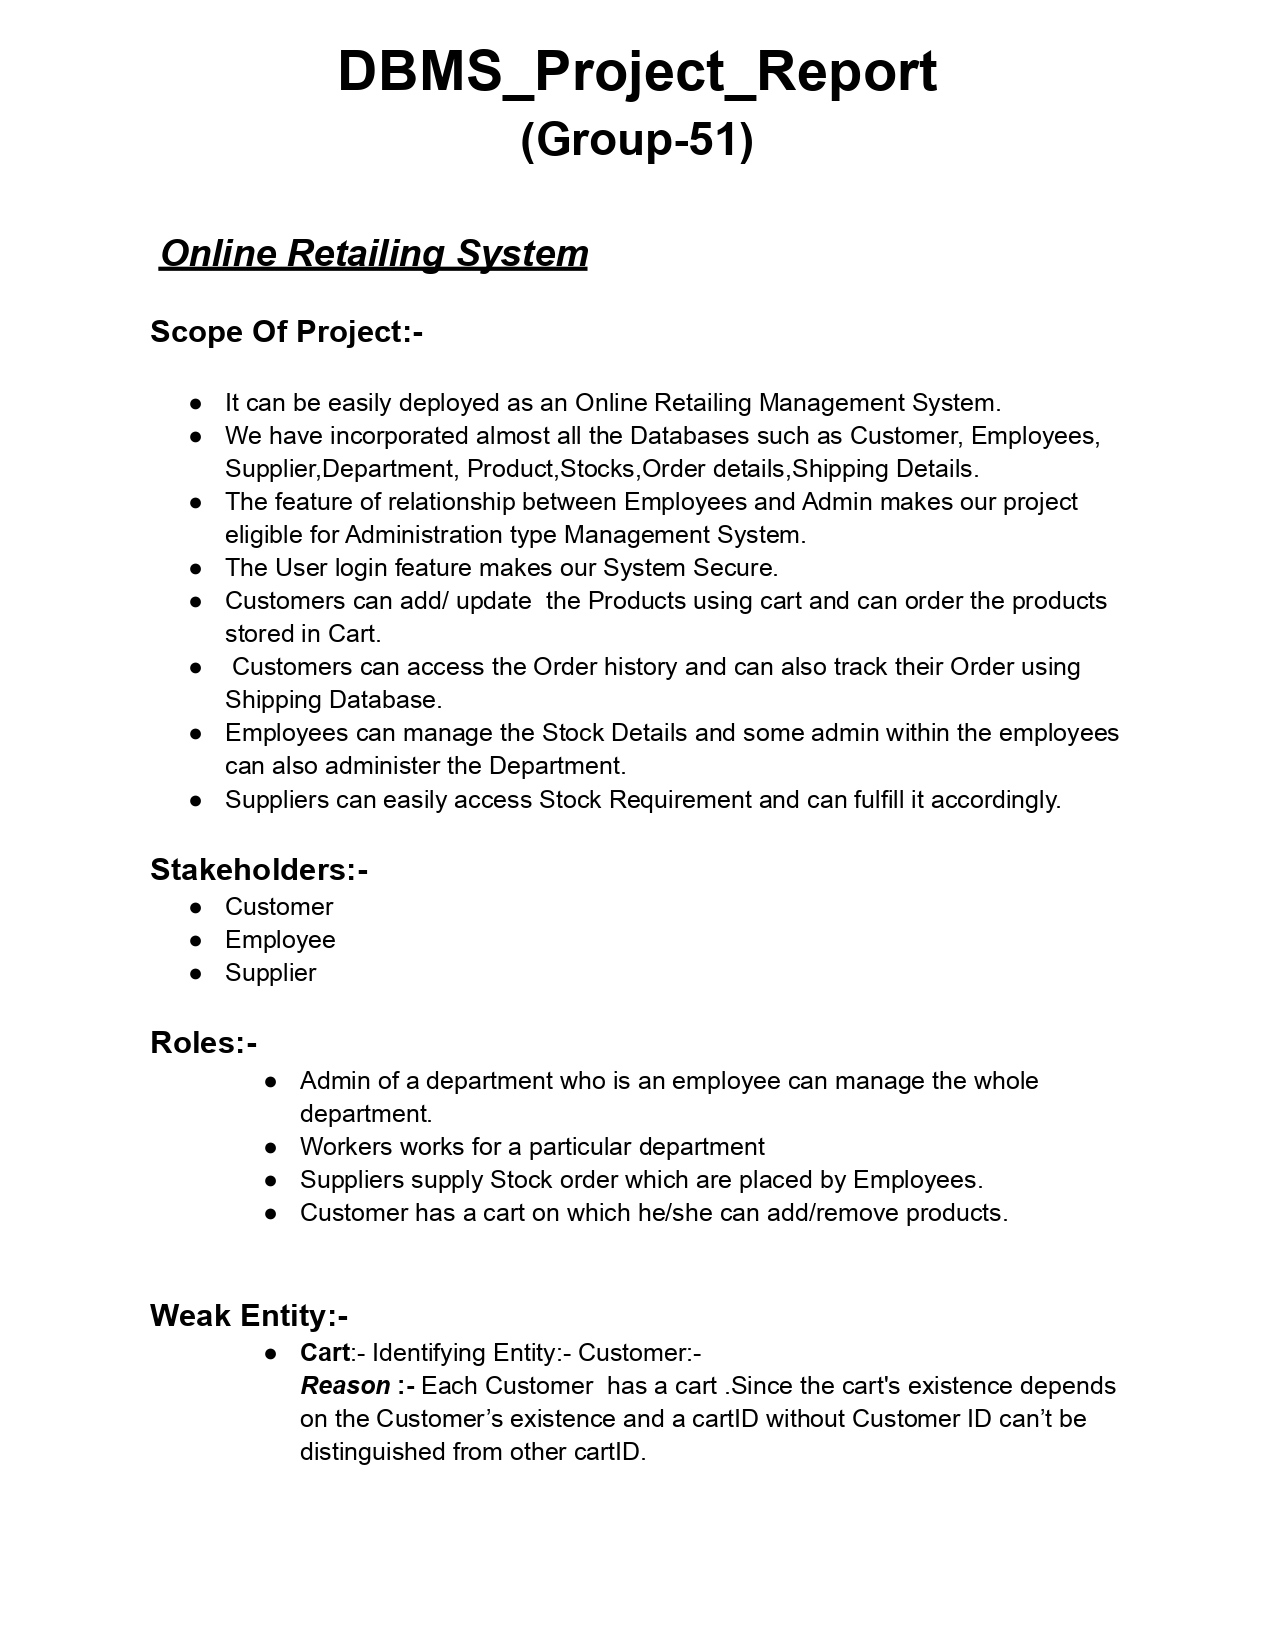 DBMS_Project_Report
(Group-51)
Online Retailing System
Scope Of Project:-
● It can be easily deployed as an Online Retailing Management System.
● We have incorporated almost all the Databases such as Customer, Employees,
Supplier,Department, Product,Stocks,Order details,Shipping Details.
● The feature of relationship between Employees and Admin makes our project
eligible for Administration type Management System.
● The User login feature makes our System Secure.
● Customers can add/ update  the Products using cart and can order the products
stored in Cart.
●  Customers can access the Order history and can also track their Order using
Shipping Database.
● Employees can manage the Stock Details and some admin within the employees
can also administer the Department.
● Suppliers can easily access Stock Requirement and can fulfill it accordingly.
Stakeholders:-
● Customer
● Employee
● Supplier
Roles:-
● Admin of a department who is an employee can manage the whole
department.
● Workers works for a particular department
● Suppliers supply Stock order which are placed by Employees.
● Customer has a cart on which he/she can add/remove products.
Weak Entity:-
● Cart:- Identifying Entity:- Customer:-
Reason :- Each Customer  has a cart .Since the cart's existence depends
on the Customer’s existence and a cartID without Customer ID can’t be
distinguished from other cartID.